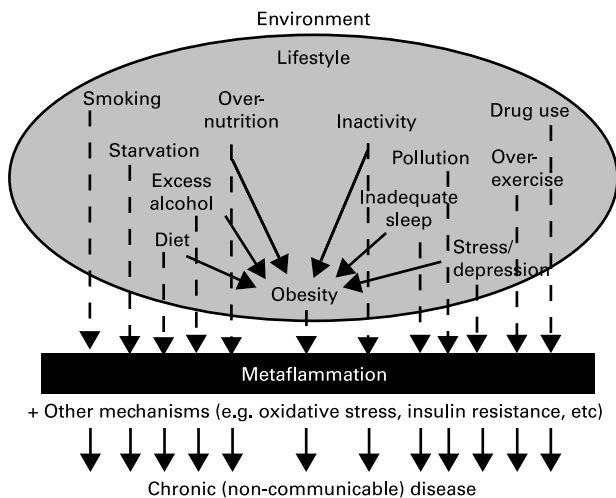 Environment
Lifestyle
Smoking
Over-
nutrition
Inactivity
Drug use
Starvation
Pollution
Over-
exercise
Excess
alcohol
Inadequate
sleep
Diet
Stress/
depression
Obesity
Metaflammation
+ Other mechanisms (e.g. oxidative stress, insulin resistance, etc)
Chronic (non-communicable) disease